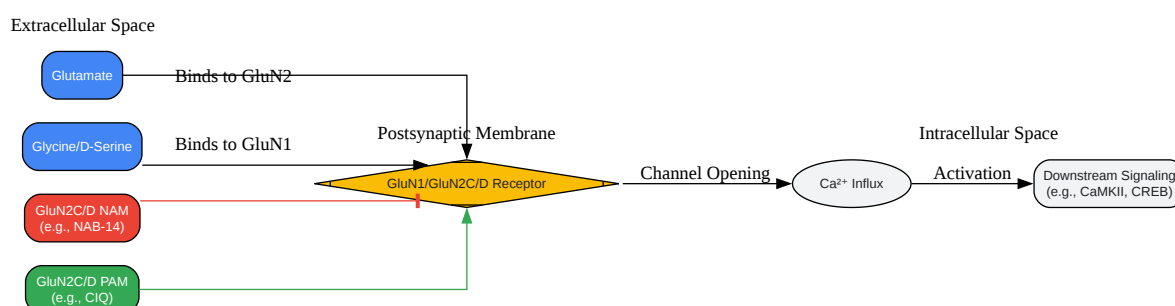 Extracellular Space
Glutamate
Binds to GluN2
Glycine/D-Serine
Binds to GluN1
Postsynaptic Membrane
Intracellular Space
GluN1/GluN2C/D Receptor
Channel Opening
Ca²⁺ Influx
Activation
Downstream Signaling
(e.g., CaMKII, CREB)
GluN2C/D NAM
(e.g., NAB-14)
GluN2C/D PAM
(e.g., CIQ)